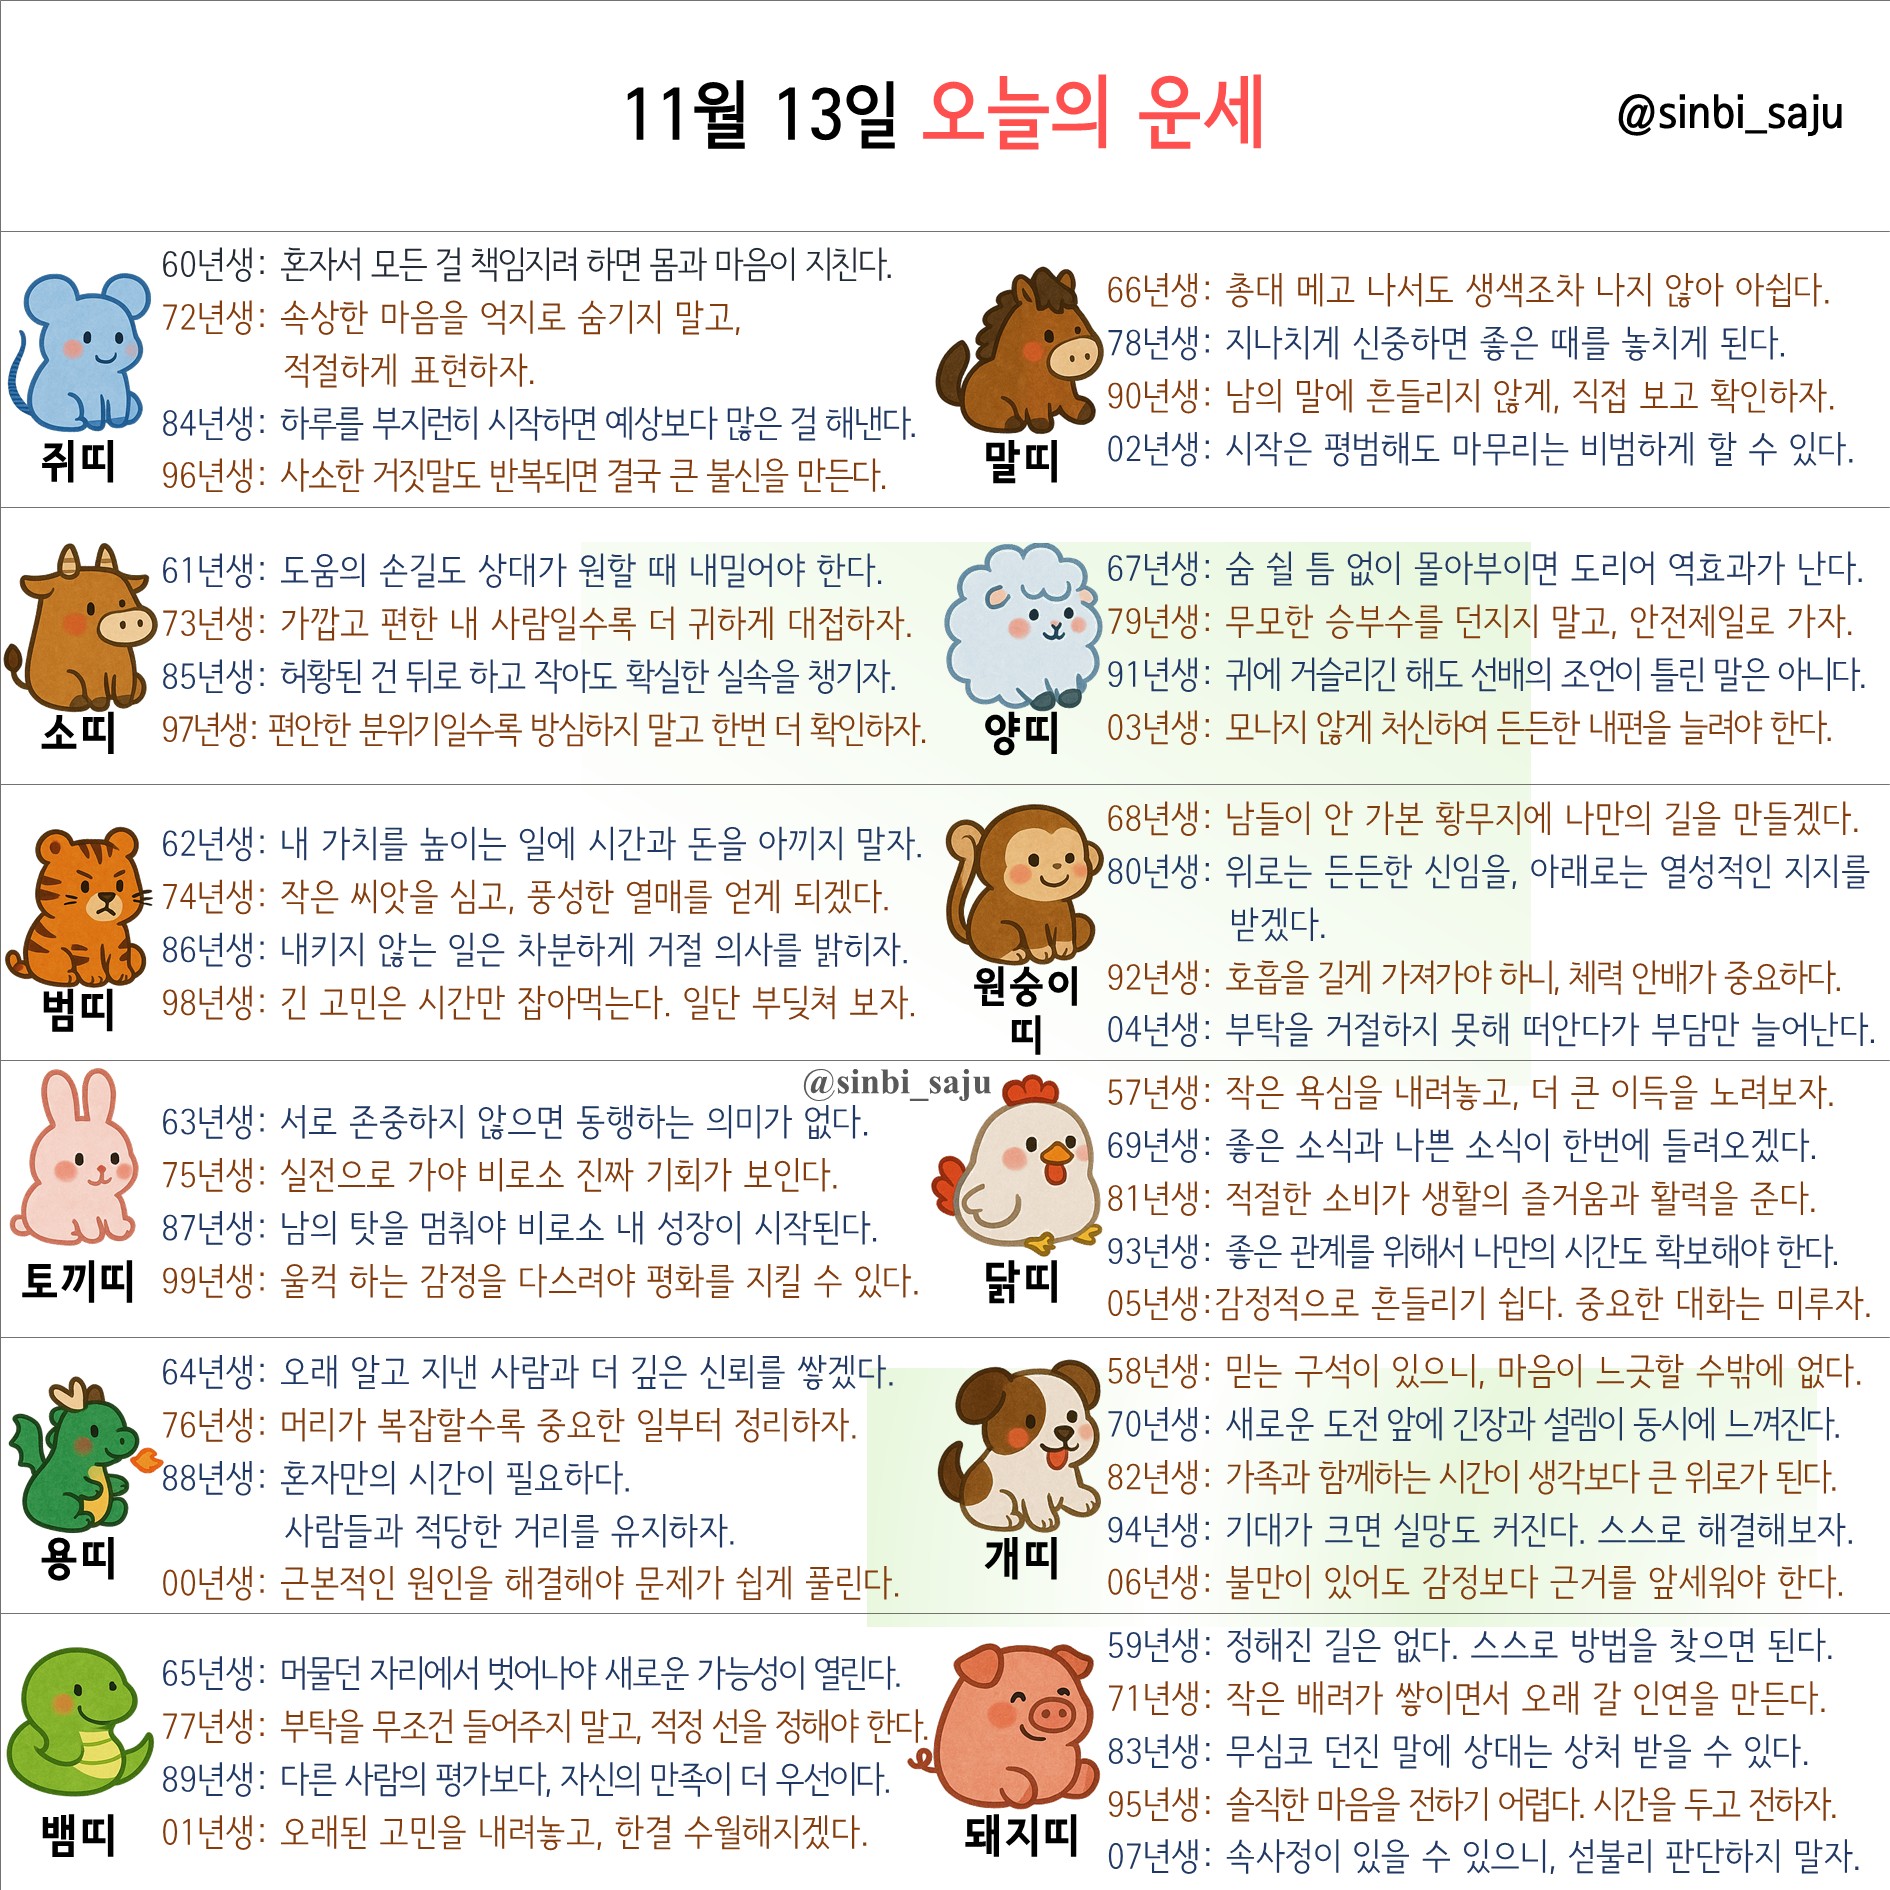 11월 13일 오늘의 운세
@sinbi_saju
60년생: 혼자서 모든 걸 책임지려 하면 몸과 마음이 지친다.
72년생: 속상한 마음을 억지로 숨기지 말고,
적절하게 표현하자.
84년생: 하루를 부지런히 시작하면 예상보다 많은 걸 해낸다.
96년생: 사소한 거짓말도 반복되면 결국 큰 불신을 만든다.
쥐띠
66년생: 총대 메고 나서도 생색조차 나지 않아 아쉽다.
78년생: 지나치게 신중하면 좋은 때를 놓치게 된다.
90년생: 남의 말에 흔들리지 않게, 직접 보고 확인하자.
02년생: 시작은 평범해도 마무리는 비범하게 할 수 있다.
말띠
61년생: 도움의 손길도 상대가 원할 때 내밀어야 한다.
73년생: 가깝고 편한 내 사람일수록 더 귀하게 대접하자.
85년생: 허황된 건 뒤로 하고 작아도 확실한 실속을 챙기자.
97년생: 편안한 분위기일수록 방심하지 말고 한번 더 확인하자.
소띠
67년생: 숨 쉴 틈 없이 몰아부이면 도리어 역효과가 난다.
79년생: 무모한 승부수를 던지지 말고, 안전제일로 가자.
91년생: 귀에 거슬리긴 해도 선배의 조언이 틀린 말은 아니다.
03년생: 모나지 않게 처신하여 든든한 내편을 늘려야 한다.
양띠
62년생: 내 가치를 높이는 일에 시간과 돈을 아끼지 말자.
74년생: 작은 씨앗을 심고, 풍성한 열매를 얻게 되겠다.
86년생: 내키지 않는 일은 차분하게 거절 의사를 밝히자.
98년생: 긴 고민은 시간만 잡아먹는다. 일단 부딪쳐 보자.
범띠
68년생: 남들이 안 가본 황무지에 나만의 길을 만들겠다.
80년생: 위로는 든든한 신임을, 아래로는 열성적인 지지를
받겠다.
92년생: 호흡을 길게 가져가야 하니, 체력 안배가 중요하다.
04년생: 부탁을 거절하지 못해 떠안다가 부담만 늘어난다.
원숭이
띠
@sinbi_saju
63년생: 서로 존중하지 않으면 동행하는 의미가 없다.
75년생: 실전으로 가야 비로소 진짜 기회가 보인다.
87년생: 남의 탓을 멈춰야 비로소 내 성장이 시작된다.
99년생: 울컥 하는 감정을 다스려야 평화를 지킬 수 있다.
토끼띠
57년생: 작은 욕심을 내려놓고, 더 큰 이득을 노려보자.
69년생: 좋은 소식과 나쁜 소식이 한번에 들려오겠다.
81년생: 적절한 소비가 생활의 즐거움과 활력을 준다.
93년생: 좋은 관계를 위해서 나만의 시간도 확보해야 한다.
05년생:감정적으로 흔들리기 쉽다. 중요한 대화는 미루자.
닭띠
64년생: 오래 알고 지낸 사람과 더 깊은 신뢰를 쌓겠다.
76년생: 머리가 복잡할수록 중요한 일부터 정리하자.
88년생: 혼자만의 시간이 필요하다.
사람들과 적당한 거리를 유지하자.
00년생: 근본적인 원인을 해결해야 문제가 쉽게 풀린다.
용띠
58년생: 믿는 구석이 있으니, 마음이 느긋할 수밖에 없다.
70년생: 새로운 도전 앞에 긴장과 설렘이 동시에 느껴진다.
82년생: 가족과 함께하는 시간이 생각보다 큰 위로가 된다.
94년생: 기대가 크면 실망도 커진다. 스스로 해결해보자.
06년생: 불만이 있어도 감정보다 근거를 앞세워야 한다.
개띠
65년생: 머물던 자리에서 벗어나야 새로운 가능성이 열린다.
77년생: 부탁을 무조건 들어주지 말고, 적정 선을 정해야 한다.
89년생: 다른 사람의 평가보다, 자신의 만족이 더 우선이다.
01년생: 오래된 고민을 내려놓고, 한결 수월해지겠다.
뱀띠
59년생: 정해진 길은 없다. 스스로 방법을 찾으면 된다.
71년생: 작은 배려가 쌓이면서 오래 갈 인연을 만든다.
83년생: 무심코 던진 말에 상대는 상처 받을 수 있다.
95년생: 솔직한 마음을 전하기 어렵다. 시간을 두고 전하자.
07년생: 속사정이 있을 수 있으니, 섣불리 판단하지 말자.
돼지띠